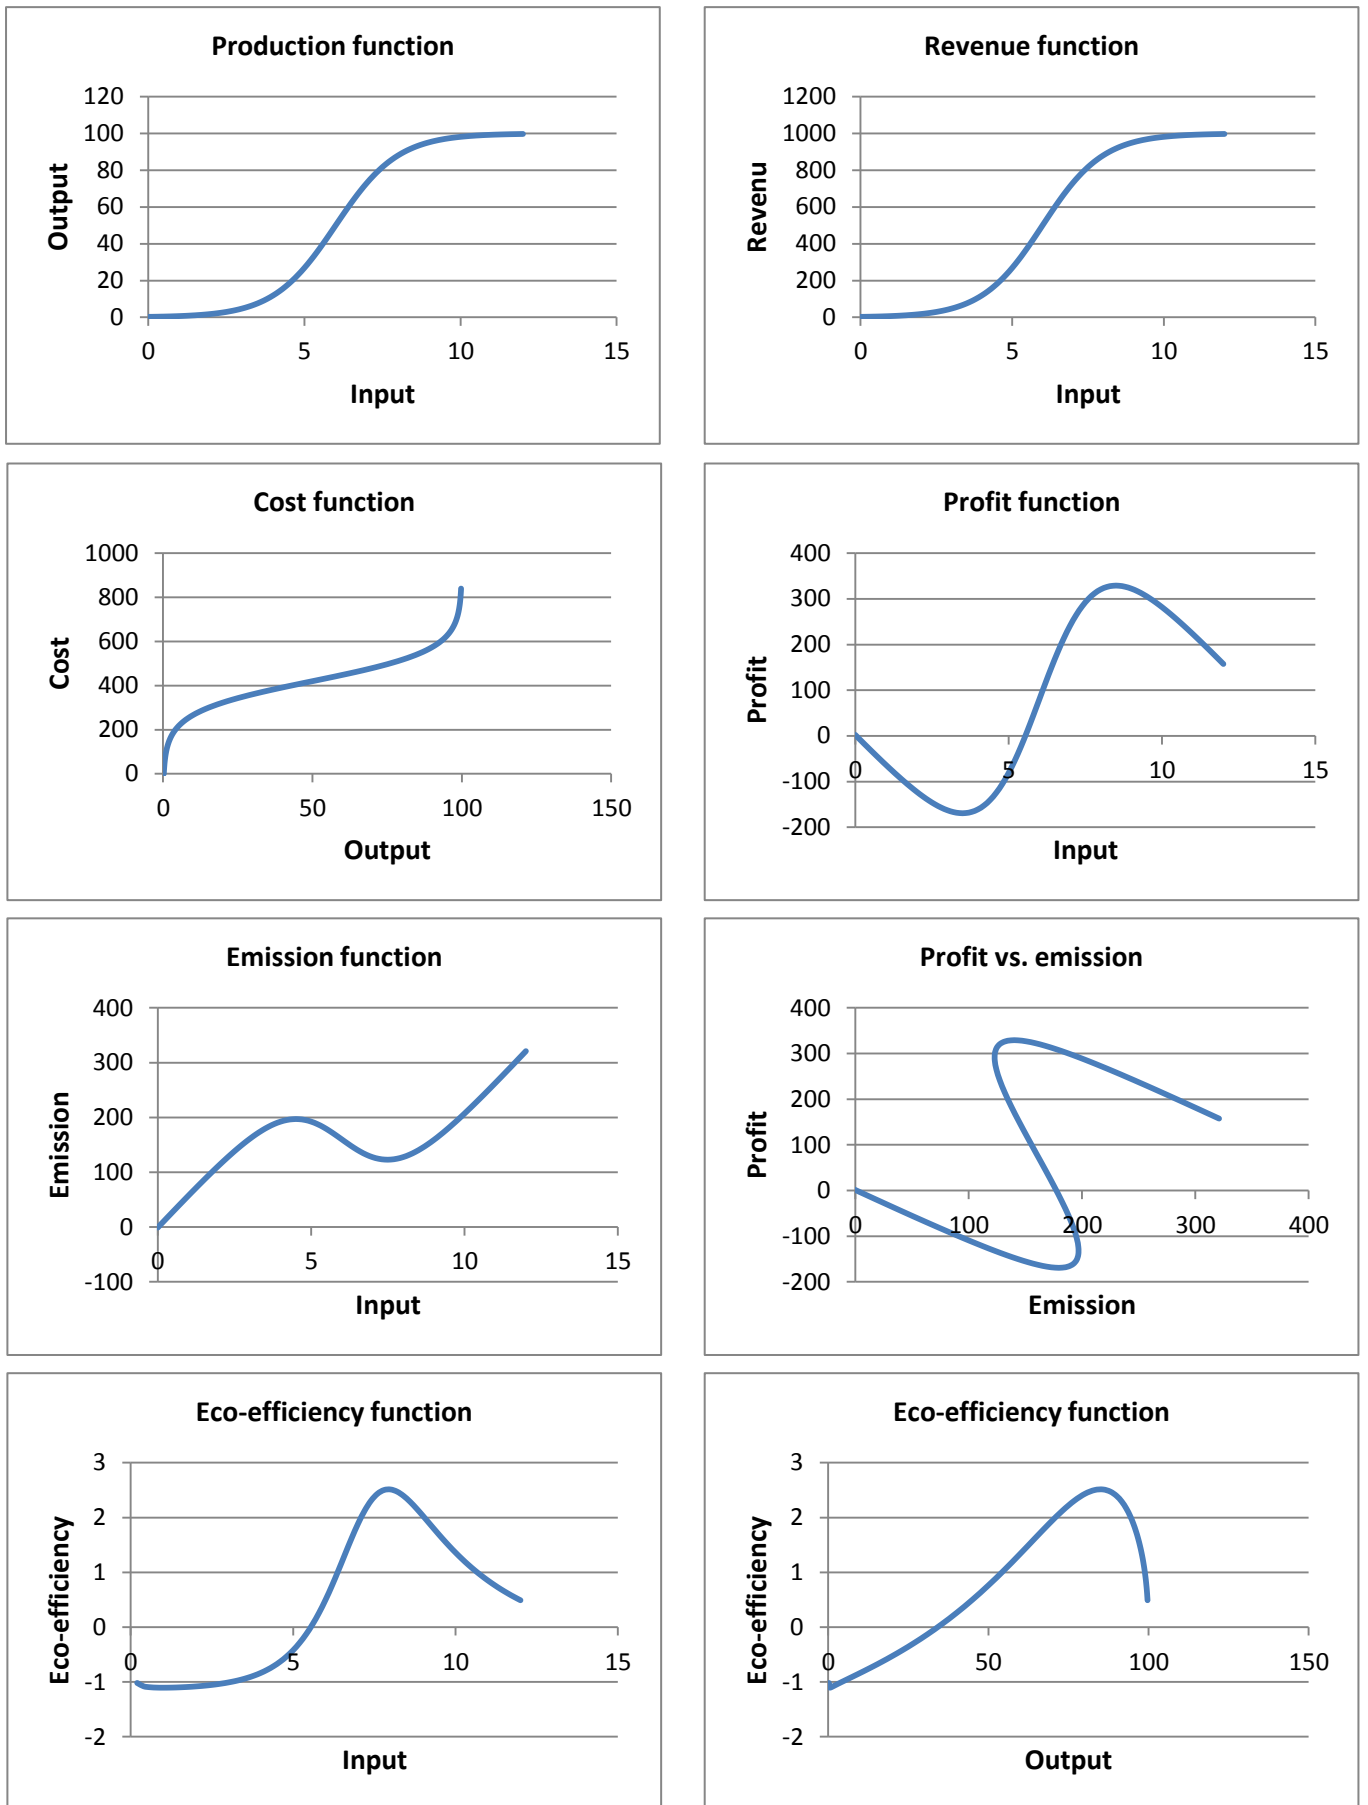 Production function
120
100
80
60
40
20
0
0 5 10 15
Output
Input
Revenue function
1200
1000
800
600
400
200
0
0 5 10 15
Revenu
Input
Cost function
1000
800
600
400
200
0
0 50 100 150
Cost
Output
Profit function
400
300
200
100
0
-100
-200
0 5 10 15
Profit
Input
Emission function
400
300
200
100
0
-100
0 5 10 15
Emission
Input
Profit vs. emission
400
300
200
100
0
-100
-200
0 100 200 300 400
Profit
Emission
Eco-efficiency function
3
2
1
0
-1
-2
0 5 10 15
Eco-efficiency
Input
Eco-efficiency function
3
2
1
0
-1
-2
0 50 100 150
Eco-efficiency
Output